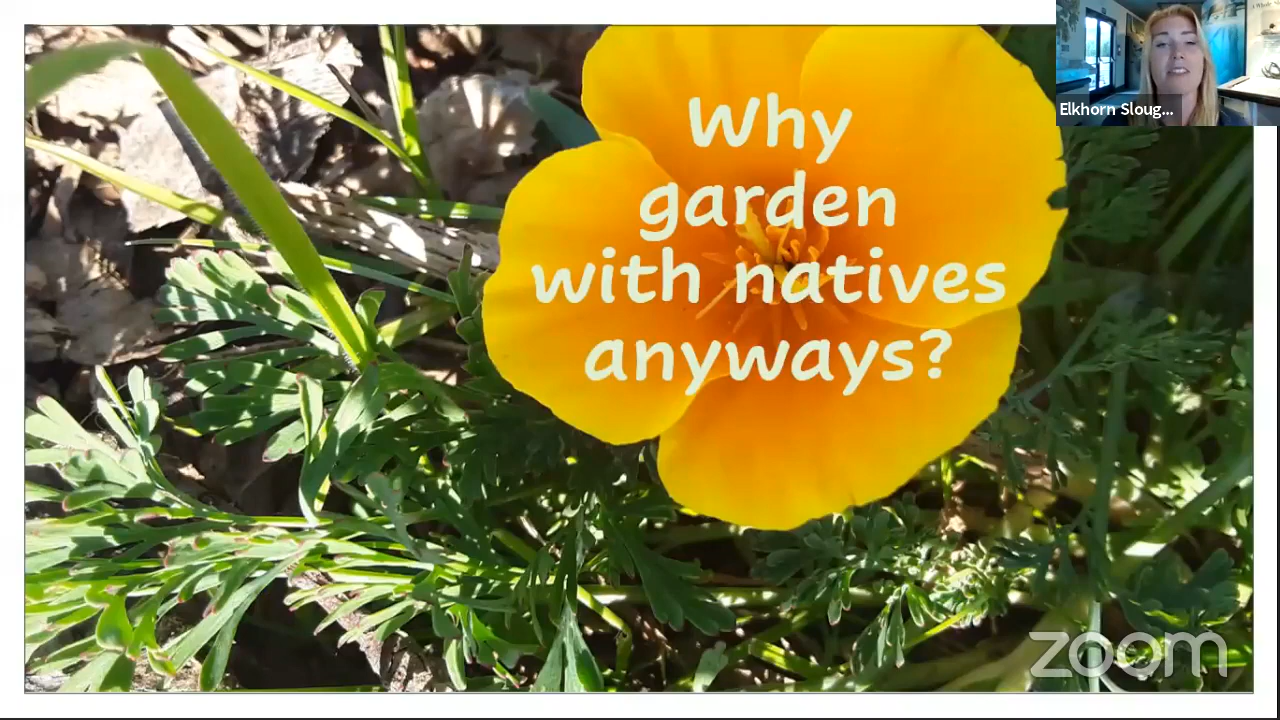 Why
garden
with natives
anyways?
Elkhorn Sloug...
zoom